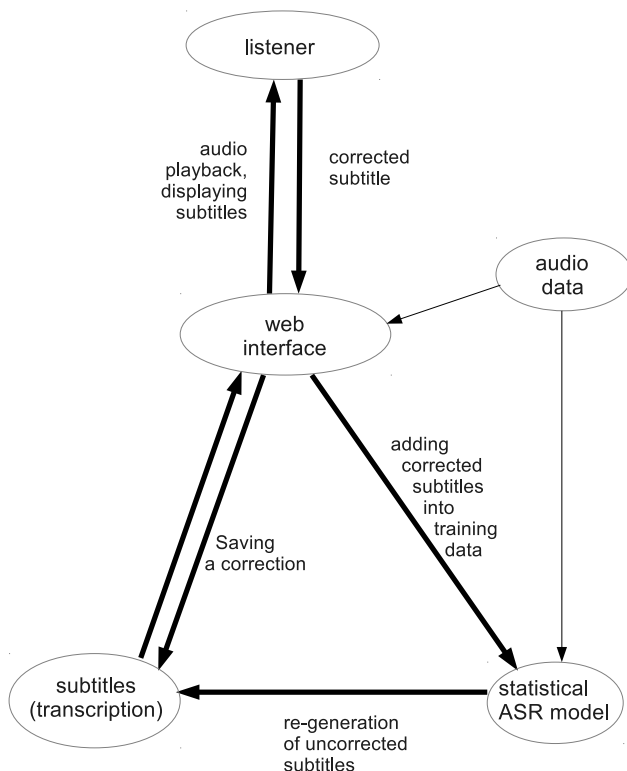 listener
audio
playback,
displaying
subtitles
corrected
subtitle
audio
data
web
interface
adding
corrected
subtitles
into
training
data
Saving
a correction
subtitles
(transcription)
statistical
ASR model
re-generation
of uncorrected
subtitles